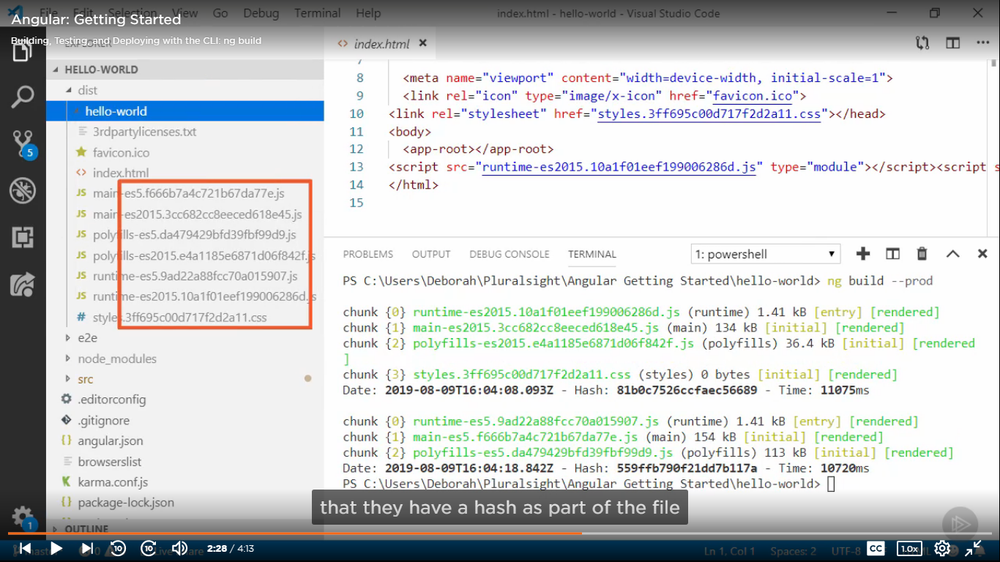 File Edit Selection View Go Debug Terminal Help
index.html - hello-world - Visual Studio Code
Angular: Getting Started
Building, Testing, and Deploying with the CLI: ng build
EXPLORER
HELLO-WORLD
dist
hello-world
3rdpartylicenses.txt
favicon.ico
index.html
main-es5.f666b7a4c721b67da77e.js
main-es2015.3cc682cc8eeced618e45.js
polyfills-es5.da479429bfd39fbf99d9.js
polyfills-es2015.e4a1185e6871d06f842f.js
runtime-es5.9ad22a88fcc70a015907.js
runtime-es2015.10a1f01eef199006286d.js
styles.3ff695c00d717f2d2a11.css
e2e
node_modules
src
.editorconfig
.gitignore
angular.json
browserslist
karma.conf.js
package-lock.json
OUTLINE
5
1
index.html
7
8 <meta name="viewport" content="width=device-width, initial-scale=1">
9 <link rel="icon" type="image/x-icon" href="favicon.ico">
10 <link rel="stylesheet" href="styles.3ff695c00d717f2d2a11.css"></head>
11 <body>
12 <app-root></app-root>
13 <script src="runtime-es2015.10a1f01eef199006286d.js" type="module"></script><script s
14 </html>
15
PROBLEMS OUTPUT DEBUG CONSOLE TERMINAL 1: powershell
PS C:\Users\Deborah\Pluralsight\Angular Getting Started\hello-world> ng build --prod
chunk {0} runtime-es2015.10a1f01eef199006286d.js (runtime) 1.41 kB [entry] [rendered]
chunk {1} main-es2015.3cc682cc8eeced618e45.js (main) 134 kB [initial] [rendered]
chunk {2} polyfills-es2015.e4a1185e6871d06f842f.js (polyfills) 36.4 kB [initial] [rendered
]
chunk {3} styles.3ff695c00d717f2d2a11.css (styles) 0 bytes [initial] [rendered]
Date: 2019-08-09T16:04:08.093Z - Hash: 81b0c7526ccfaec56689 - Time: 11075ms
chunk {0} runtime-es5.9ad22a88fcc70a015907.js (runtime) 1.41 kB [entry] [rendered]
chunk {1} main-es5.f666b7a4c721b67da77e.js (main) 154 kB [initial] [rendered]
chunk {2} polyfills-es5.da479429bfd39fbf99d9.js (polyfills) 113 kB [initial] [rendered]
Date: 2019-08-09T16:04:18.842Z - Hash: 559ffb790f21dd7b117a - Time: 10720ms
PS C:\Users\Deborah\Pluralsight\Angular Getting Started\hello-world>
that they have a hash as part of the file
10 10 2:28 / 4:13
Ln 1, Col 1 Spaces: 2 UTF-8
CC 1.0x